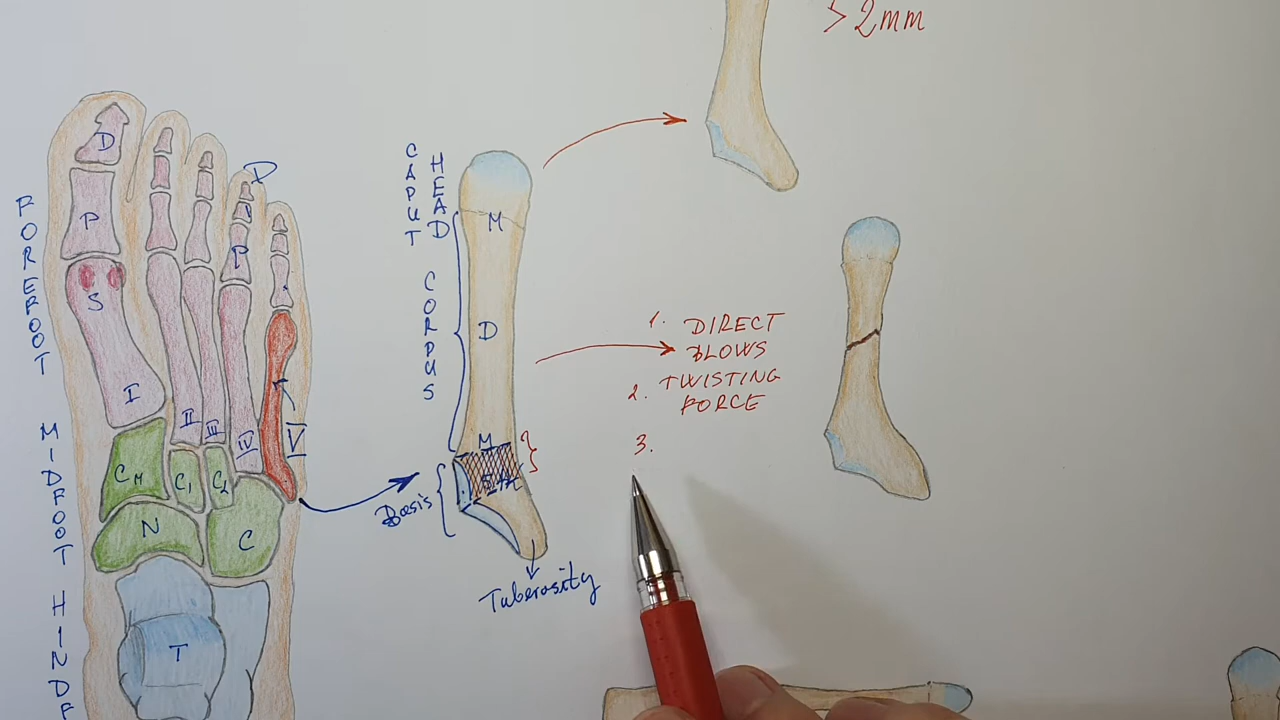 > 2mm
D
D
P
P
S
I
II
III
IV
V
CM
C1
C2
N
C
T
FOREFOOT
MIDFOOT
HINDF
CAPUT
HEAD
CORPUS
M
D
M
Basis
Tuberosity
1. DIRECT
BLOWS
2. TWISTING
FORCE
3.